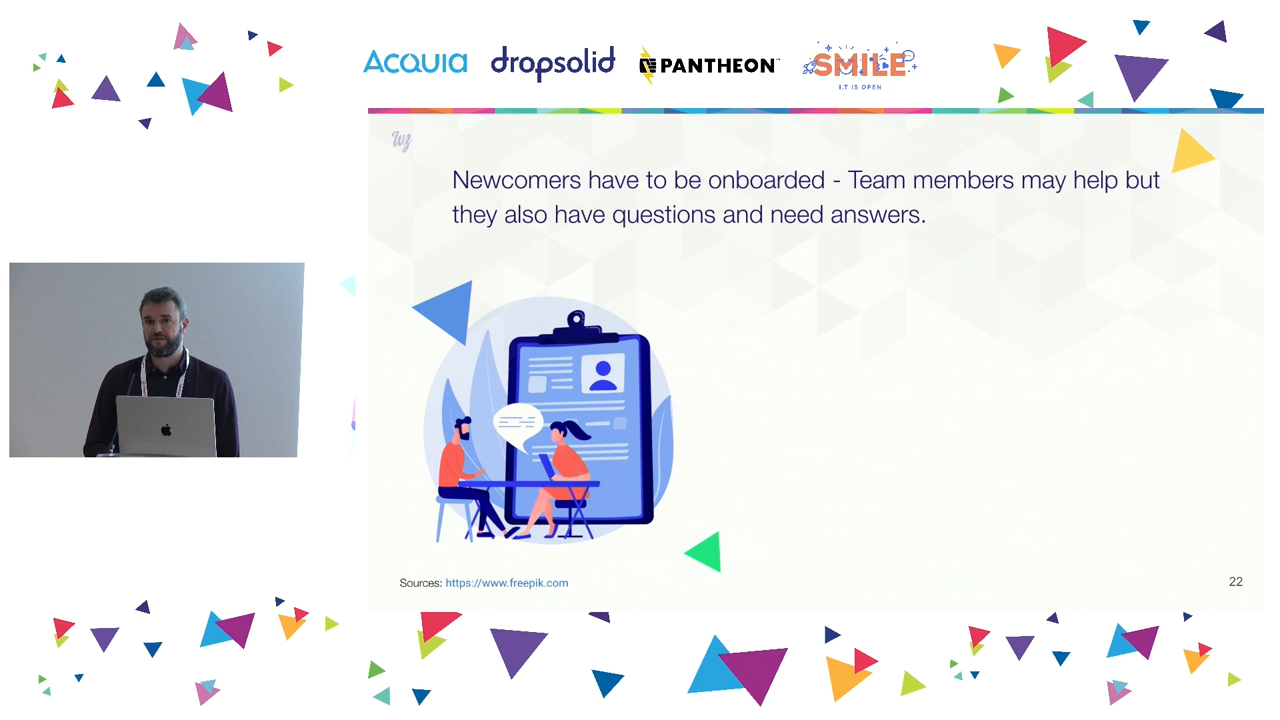 ACQUIA dropsolid PANTHEON SMILE
I.T IS OPEN
Newcomers have to be onboarded - Team members may help but
they also have questions and need answers.
Sources: https://www.freepik.com
22